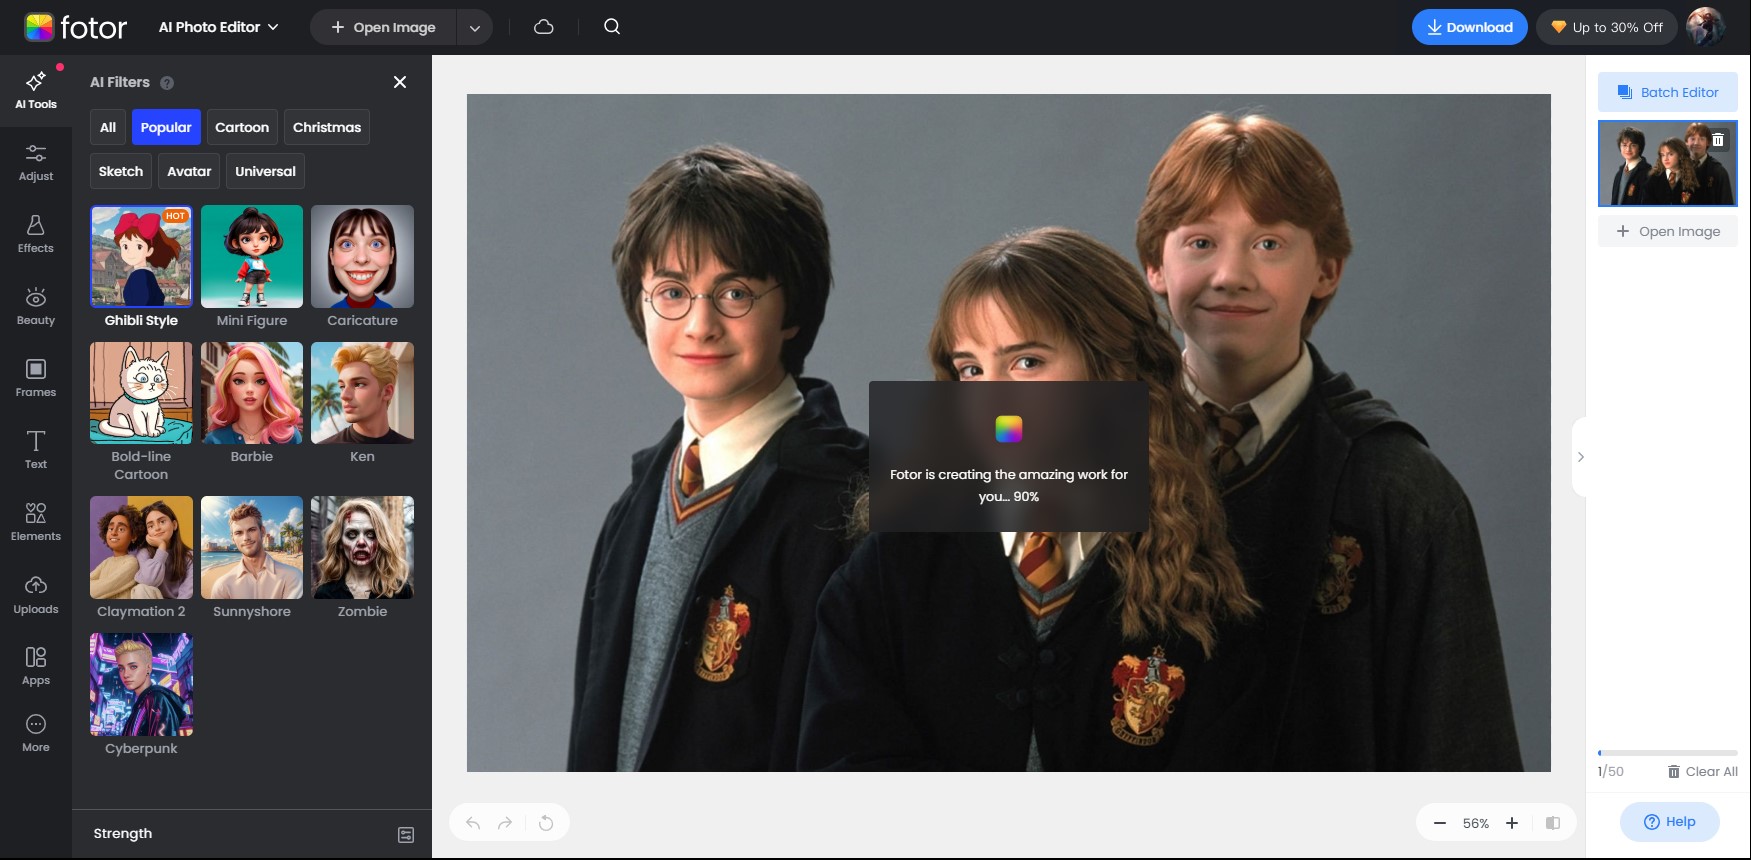 fotor
AI Photo Editor
Open Image
Download
Up to 30% Off
AI Tools
Adjust
Effects
Beauty
Frames
Text
Elements
Uploads
Apps
More
AI Filters
?
All
Popular
Cartoon
Christmas
Sketch
Avatar
Universal
HOT
Ghibli Style
Mini Figure
Caricature
Bold-line
Cartoon
Barbie
Ken
Claymation 2
Sunnyshore
Zombie
Cyberpunk
Strength
Fotor is creating the amazing work for
you... 90%
56%
Batch Editor
Open Image
1/50
Clear All
Help